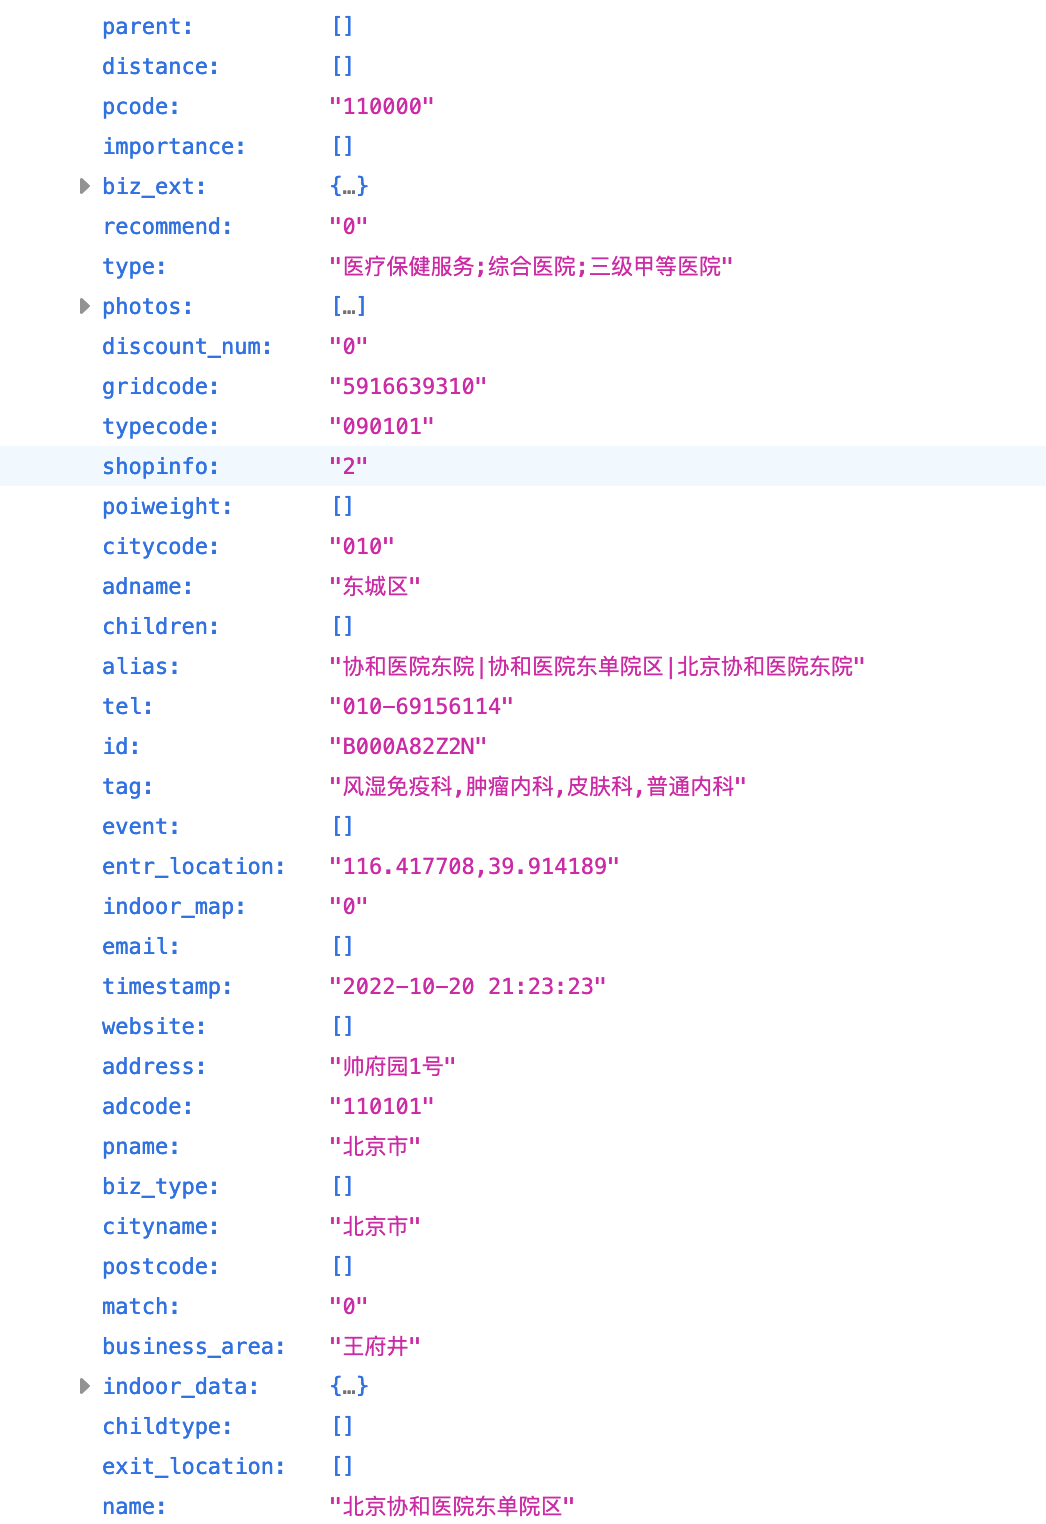 parent: []
distance: []
pcode: "110000"
importance: []
biz_ext: {…}
recommend: "0"
type: "医疗保健服务;综合医院;三级甲等医院"
photos: […]
discount_num: "0"
gridcode: "5916639310"
typecode: "090101"
shopinfo: "2"
poiweight: []
citycode: "010"
adname: "东城区"
children: []
alias: "协和医院东院|协和医院东单院区|北京协和医院东院"
tel: "010-69156114"
id: "B000A82Z2N"
tag: "风湿免疫科,肿瘤内科,皮肤科,普通内科"
event: []
entr_location: "116.417708,39.914189"
indoor_map: "0"
email: []
timestamp: "2022-10-20 21:23:23"
website: []
address: "帅府园1号"
adcode: "110101"
pname: "北京市"
biz_type: []
cityname: "北京市"
postcode: []
match: "0"
business_area: "王府井"
indoor_data: {…}
childtype: []
exit_location: []
name: "北京协和医院东单院区"